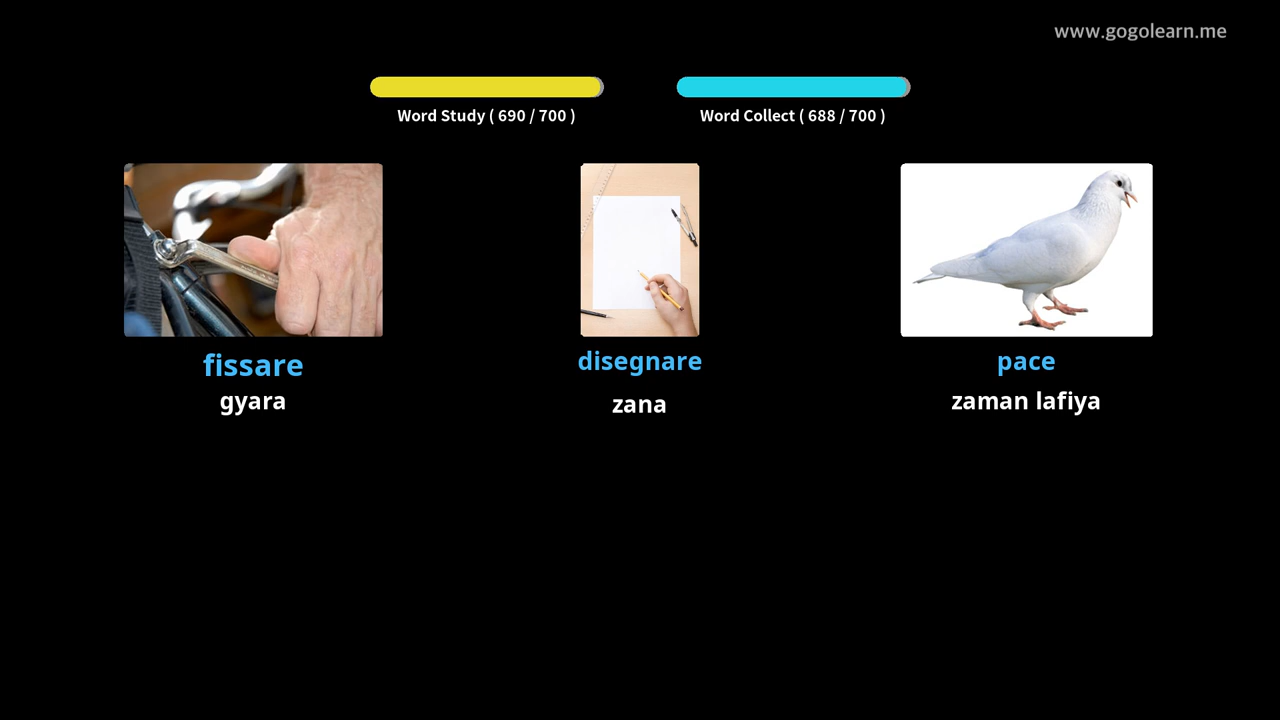 www.gogolearn.me
Word Study ( 690 / 700 )
Word Collect ( 688 / 700 )
fissare
gyara
disegnare
zana
pace
zaman lafiya